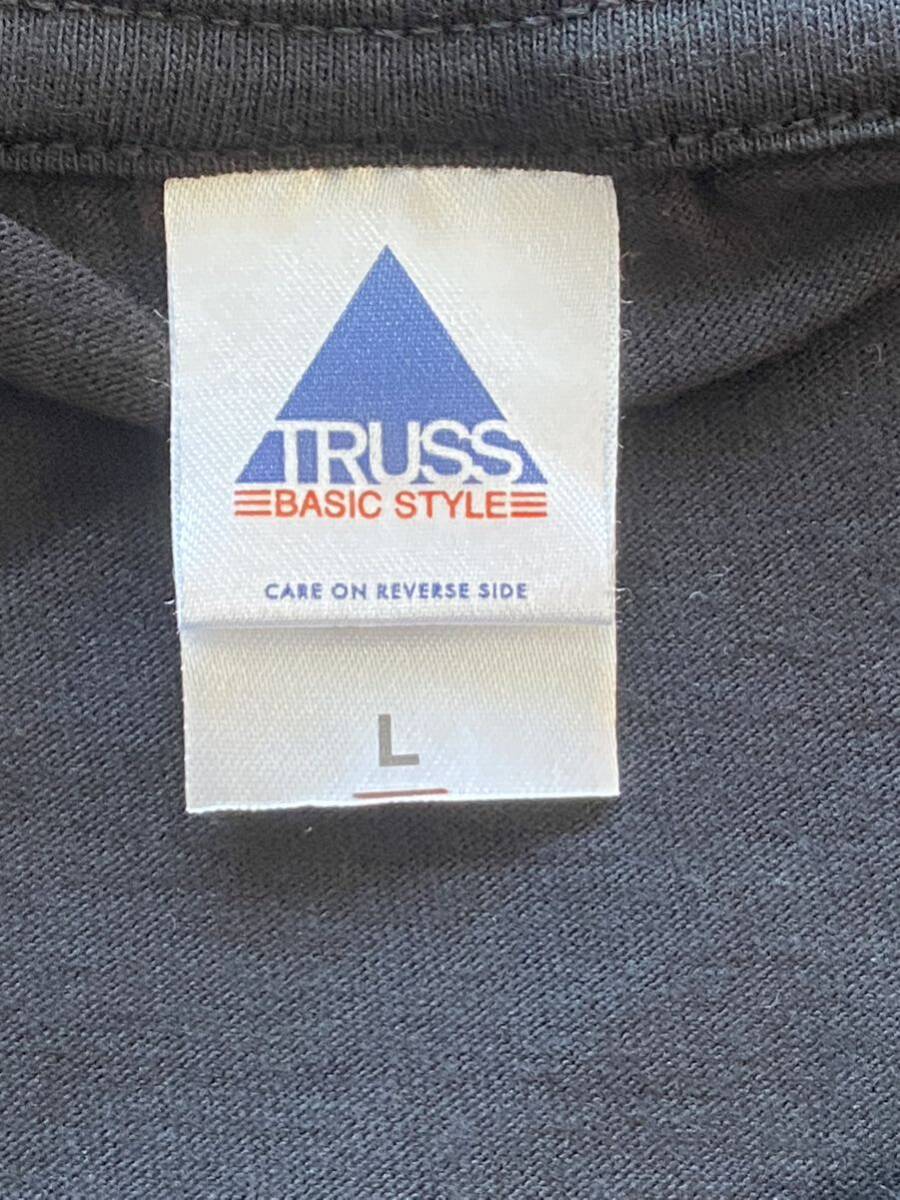 TRUSS
BASIC STYLE
CARE ON REVERSE SIDE
L